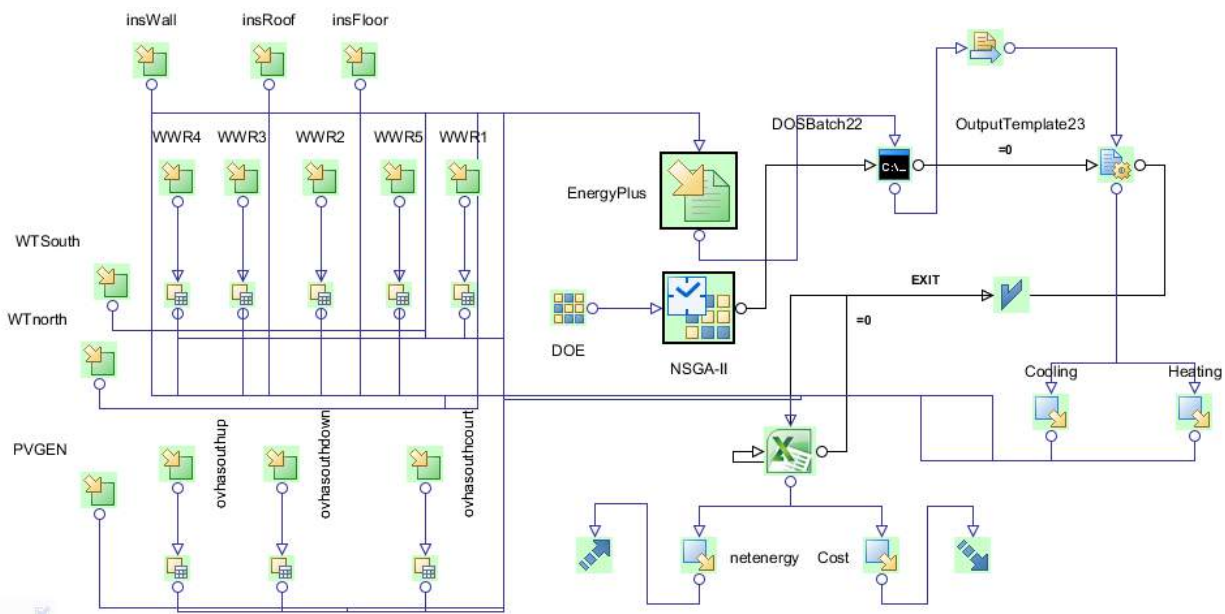 insWall
insRoof
insFloor
WWR4
WWR3
WWR2
WWR5
WWR1
DOSBatch22
OutputTemplate23
=0
C:\_
EnergyPlus
WTSouth
WTnorth
EXIT
=0
DOE
NSGA-II
Cooling
Heating
PVGEN
ovhasouthup
ovhasouthdown
ovhasouthcourt
X
netenergy
Cost